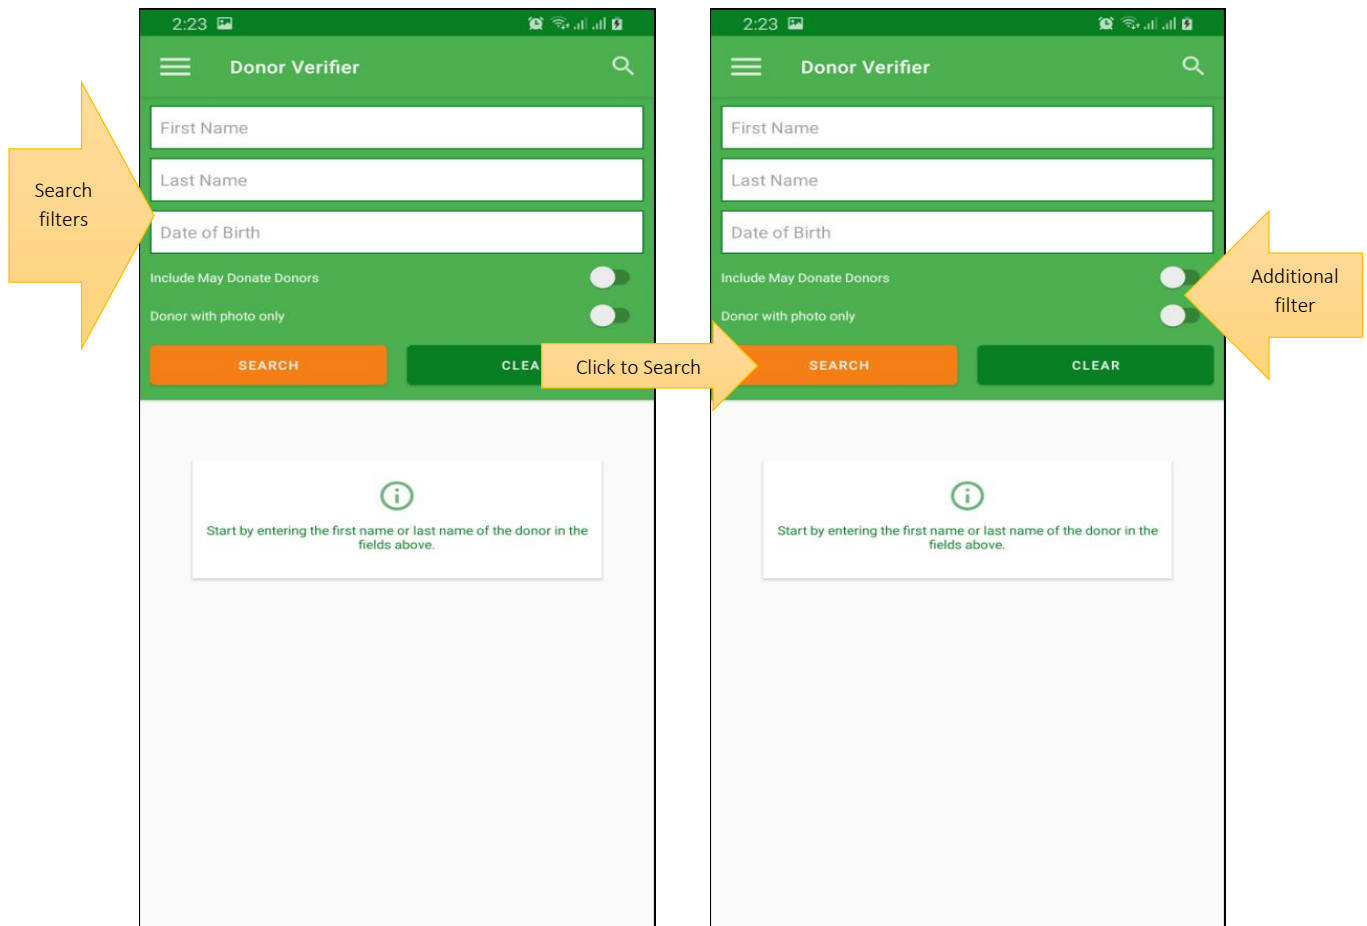 2:23
Donor Verifier
First Name
Last Name
Date of Birth
Include May Donate Donors
Donor with photo only
SEARCH
CLEA
Start by entering the first name or last name of the donor in the
fields above.
Search
filters
Click to Search
2:23
Donor Verifier
First Name
Last Name
Date of Birth
Include May Donate Donors
Donor with photo only
SEARCH
CLEAR
Start by entering the first name or last name of the donor in the
fields above.
Additional
filter